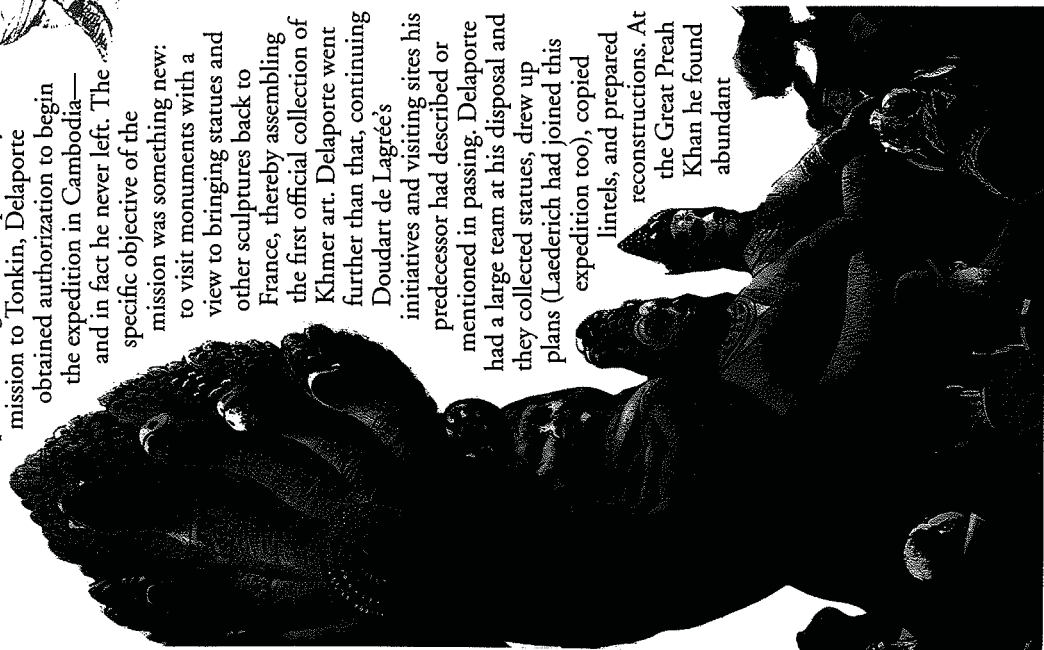 mission to Tonkin, Delaporte
obtained authorization to begin
the expedition in Cambodia—
and in fact he never left. The
specific objective of the
mission was something new:
to visit monuments with a
view to bringing statues and
other sculptures back to
France, thereby assembling
the first official collection of
Khmer art. Delaporte went
further than that, continuing
Doudart de Lagrée's
initiatives and visiting sites his
predecessor had described or
mentioned in passing. Delaporte
had a large team at his disposal and
they collected statues, drew up
plans (Laederich had joined this
expedition too), copied
lintels, and prepared
reconstructions. At
the Great Preah
Khan he found
abundant